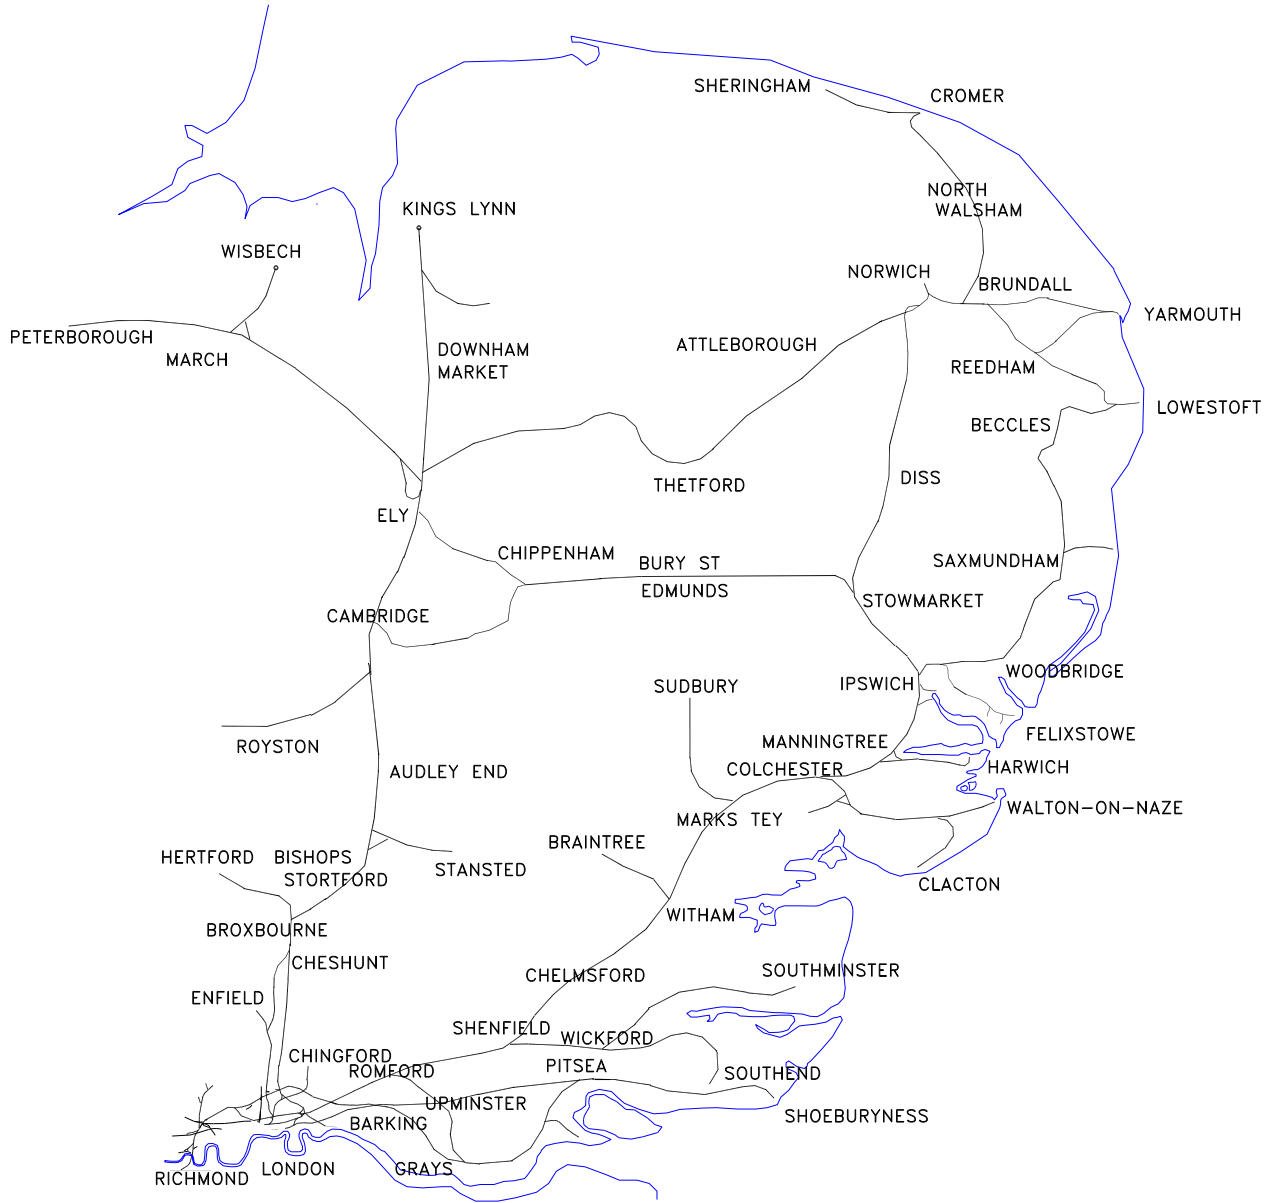 SHERINGHAM
CROMER
NORTH
WALSHAM
KINGS LYNN
WISBECH
NORWICH
BRUNDALL
YARMOUTH
PETERBOROUGH
MARCH
DOWNHAM
MARKET
ATTLEBOROUGH
REEDHAM
LOWESTOFT
BECCLES
THETFORD
DISS
ELY
CHIPPENHAM
BURY ST
EDMUNDS
SAXMUNDHAM
STOWMARKET
CAMBRIDGE
WOODBRIDGE
SUDBURY
IPSWICH
ROYSTON
FELIXSTOWE
MANNINGTREE
COLCHESTER
HARWICH
AUDLEY END
WALTON-ON-NAZE
MARKS TEY
BRAINTREE
HERTFORD
BISHOPS
STORTFORD
STANSTED
CLACTON
WITHAM
BROXBOURNE
CHESHUNT
CHELMSFORD
SOUTHMINSTER
ENFIELD
SHENFIELD
WICKFORD
CHINGFORD
ROMFORD
PITSEA
SOUTHEND
UPMINSTER
SHOEBURYNESS
BARKING
LONDON
GRAYS
RICHMOND